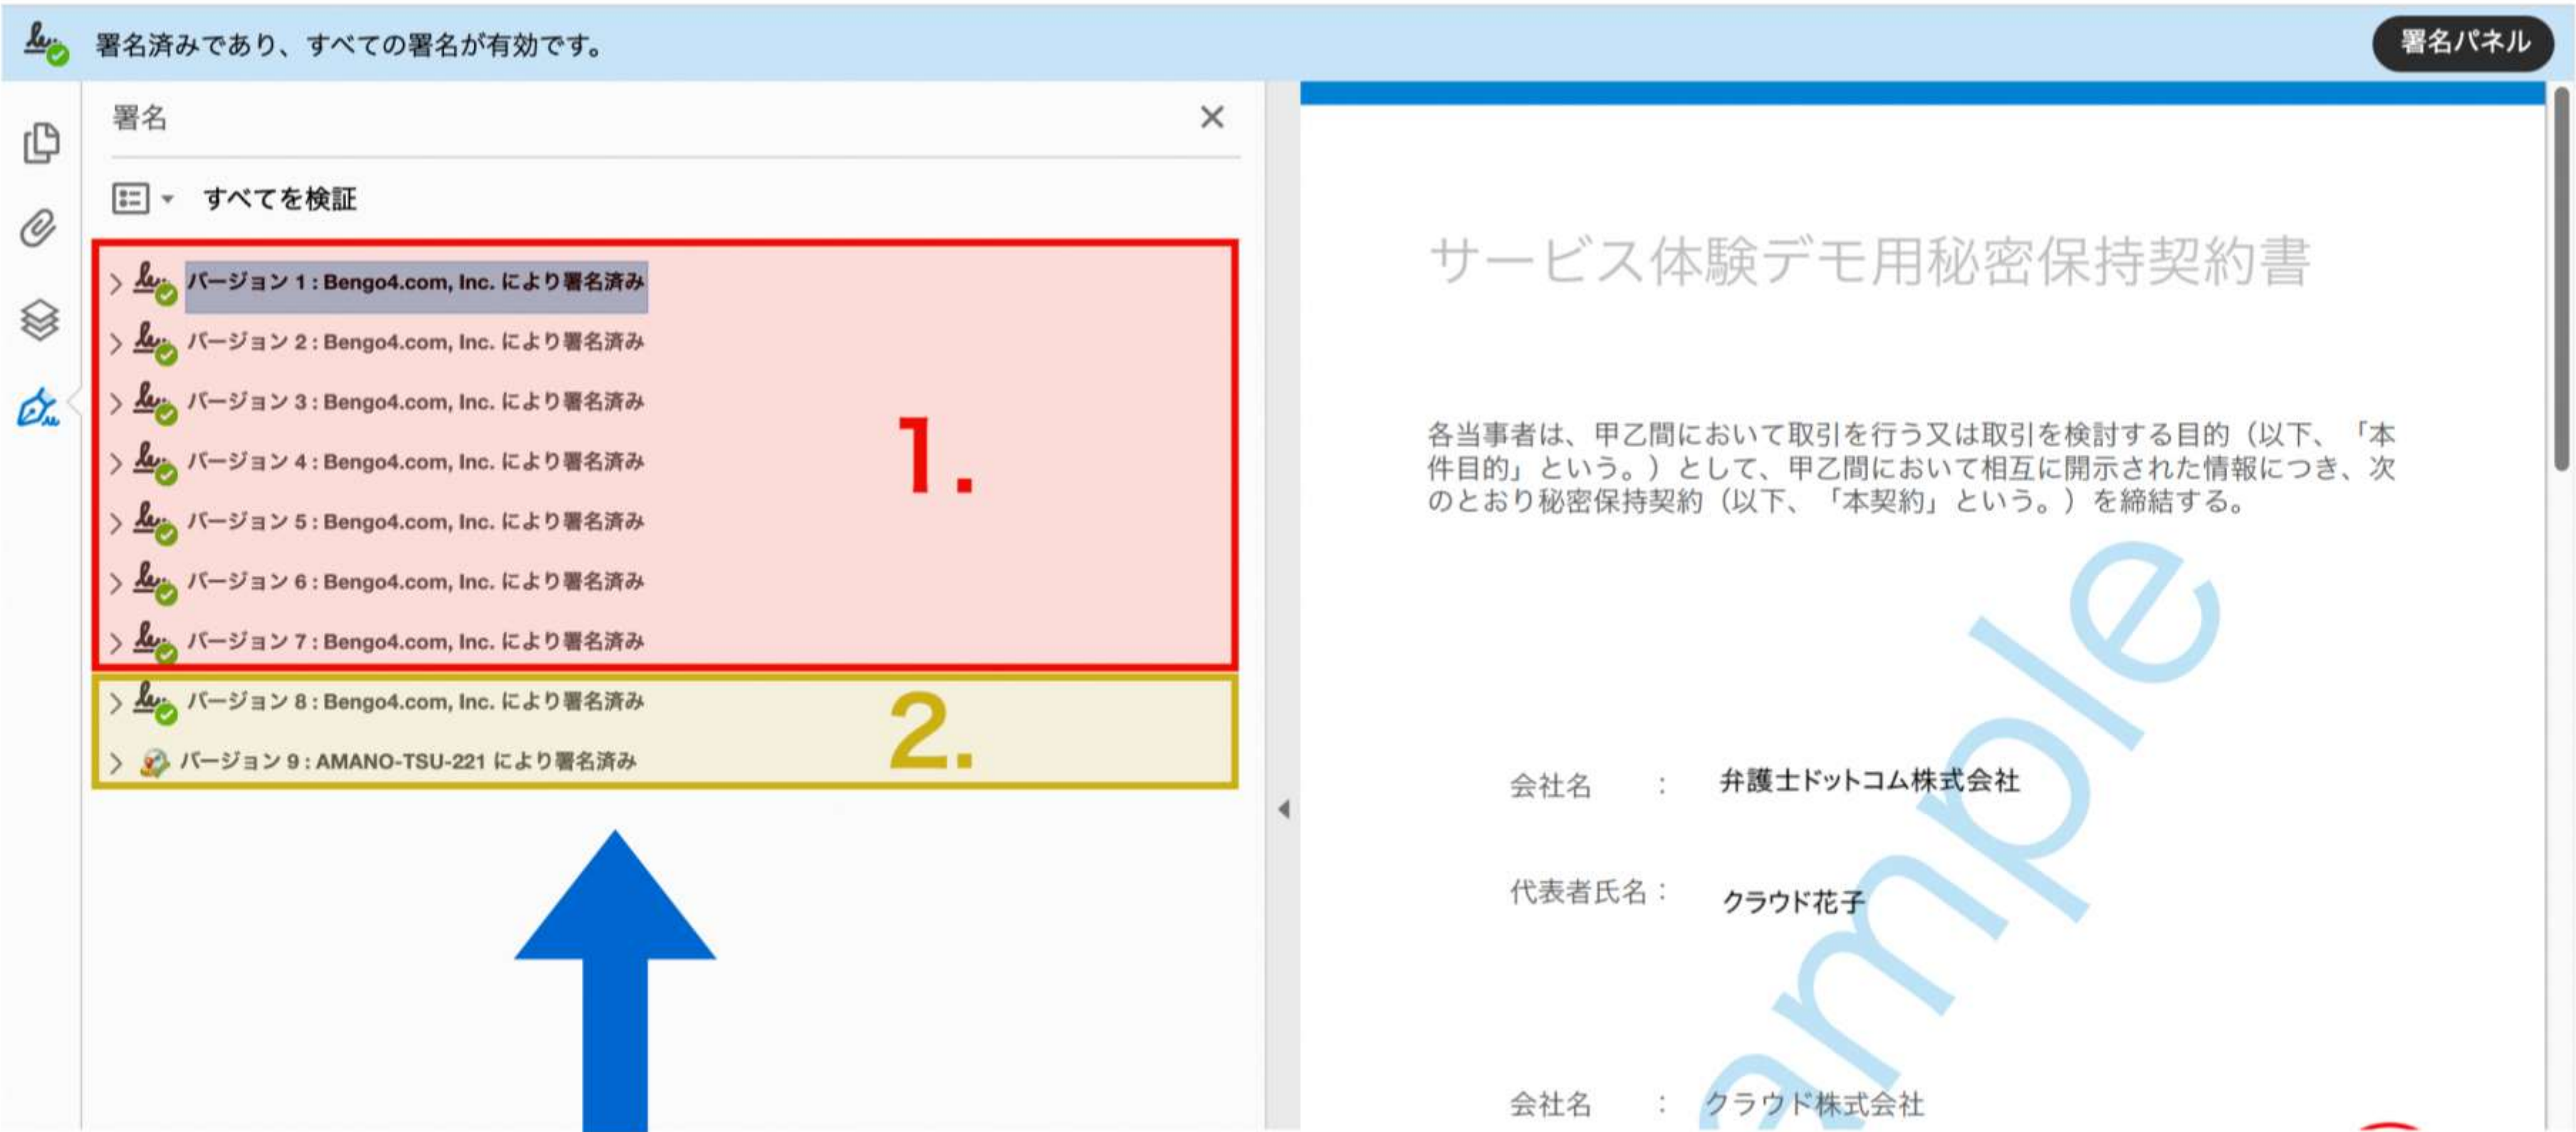 署名済みであり、すべての署名が有効です。
署名パネル
署名
すべてを検証
バージョン 1 : Bengo4.com, Inc. により署名済み
バージョン 2 : Bengo4.com, Inc. により署名済み
バージョン 3 : Bengo4.com, Inc. により署名済み
バージョン 4 : Bengo4.com, Inc. により署名済み
バージョン 5 : Bengo4.com, Inc. により署名済み
バージョン 6 : Bengo4.com, Inc. により署名済み
バージョン 7 : Bengo4.com, Inc. により署名済み
1.
バージョン 8 : Bengo4.com, Inc. により署名済み
バージョン 9 : AMANO-TSU-221 により署名済み
2.
サービス体験デモ用秘密保持契約書
各当事者は、甲乙間において取引を行う又は取引を検討する目的（以下、「本
件目的」という。）として、甲乙間において相互に開示された情報につき、次
のとおり秘密保持契約（以下、「本契約」という。）を締結する。
会社名 : 弁護士ドットコム株式会社
代表者氏名 : クラウド花子
会社名 : クラウド株式会社
ample